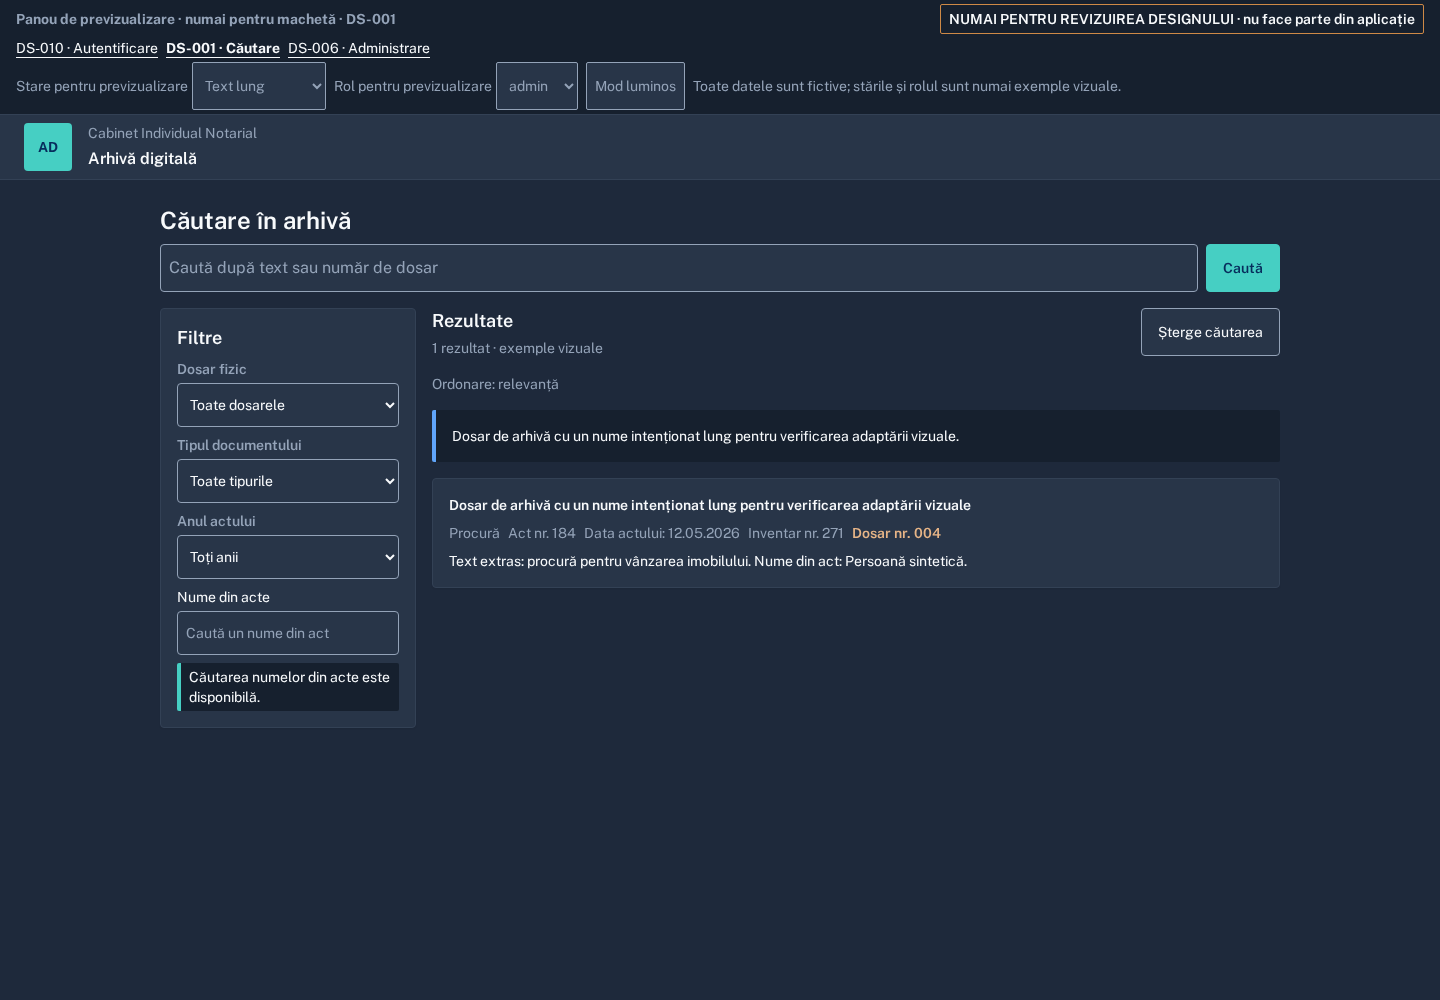 Panou de previzualizare · numai pentru machetă · DS-001
NUMAI PENTRU REVIZUIREA DESIGNULUI · nu face parte din aplicație
DS-010 · Autentificare DS-001 · Căutare DS-006 · Administrare
Stare pentru previzualizare Text lung Rol pentru previzualizare admin Mod luminos Toate datele sunt fictive; stările și rolul sunt numai exemple vizuale.
AD
Cabinet Individual Notarial
Arhivă digitală
Căutare în arhivă
Caută după text sau număr de dosar
Caută
Filtre
Dosar fizic
Toate dosarele
Tipul documentului
Toate tipurile
Anul actului
Toți anii
Nume din acte
Caută un nume din act
Căutarea numelor din acte este
disponibilă.
Rezultate
1 rezultat · exemple vizuale
Șterge căutarea
Ordonare: relevanță
Dosar de arhivă cu un nume intenționat lung pentru verificarea adaptării vizuale.
Dosar de arhivă cu un nume intenționat lung pentru verificarea adaptării vizuale
Procură Act nr. 184 Data actului: 12.05.2026 Inventar nr. 271 Dosar nr. 004
Text extras: procură pentru vânzarea imobilului. Nume din act: Persoană sintetică.